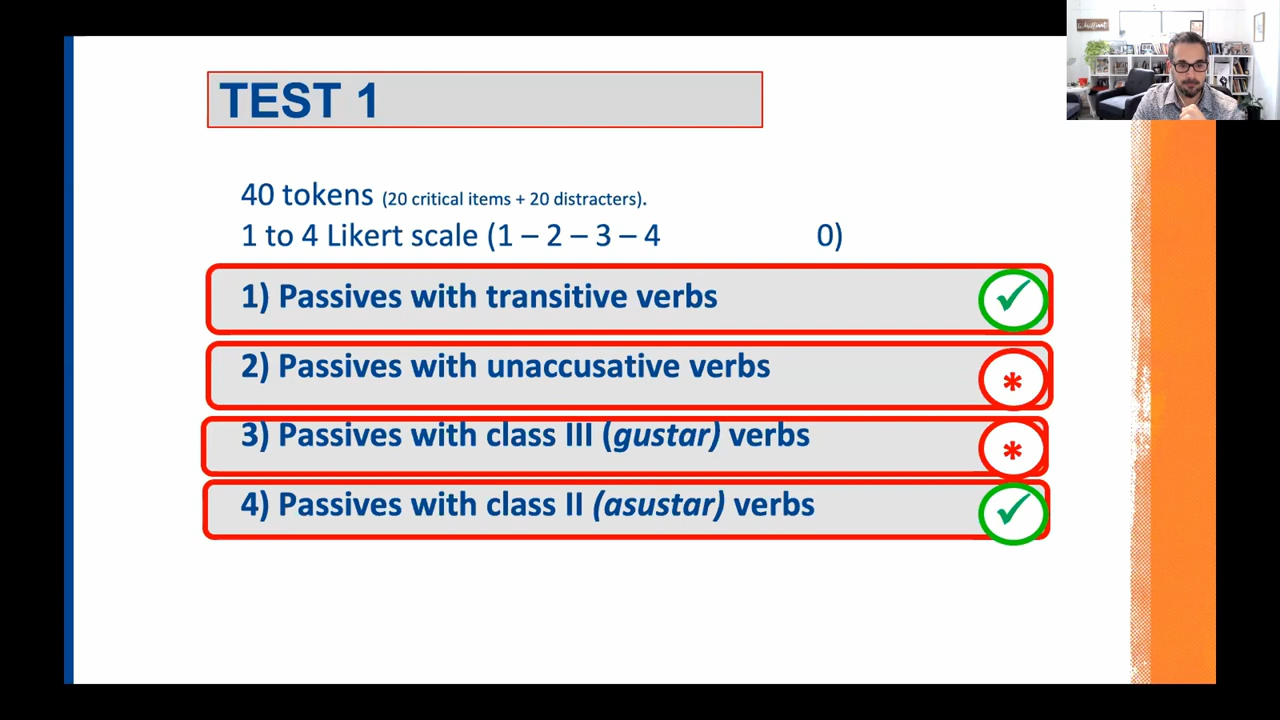 TEST 1
40 tokens (20 critical items + 20 distracters).
1 to 4 Likert scale (1 – 2 – 3 – 4 0)
1) Passives with transitive verbs ✓
2) Passives with unaccusative verbs *
3) Passives with class III (gustar) verbs *
4) Passives with class II (asustar) verbs ✓